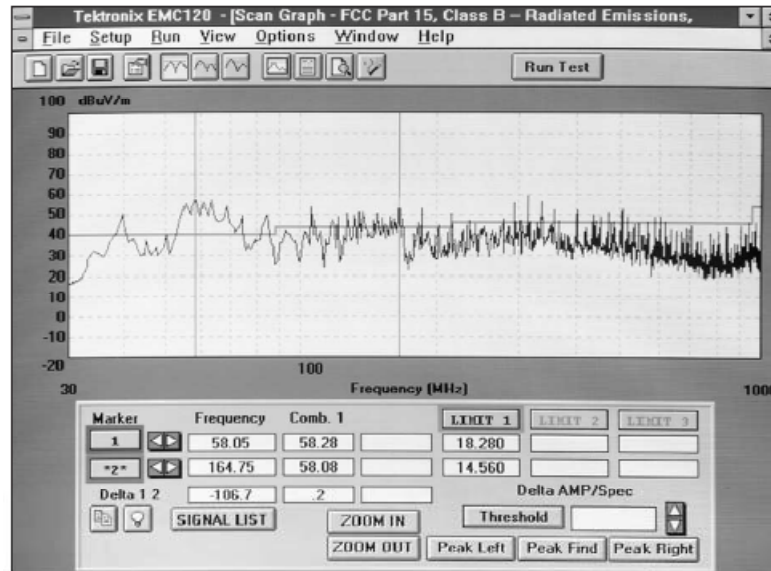 Tektronix EMC120 - [Scan Graph - FCC Part 15, Class B – Radiated Emissions,
File Setup Run View Options Window Help
Run Test
100 dBuV/m
90
80
70
60
50
40
30
20
10
0
-10
-20
100
30 Frequency (MHz) 1000
Marker Frequency Comb. 1 LIMIT 1 LIMIT 2 LIMIT 3
1 58.05 58.28 18.280
*2* 164.75 58.08 14.560
Delta 1 2 -106.7 .2 Delta AMP/Spec
SIGNAL LIST ZOOM IN Threshold
ZOOM OUT Peak Left Peak Find Peak Right